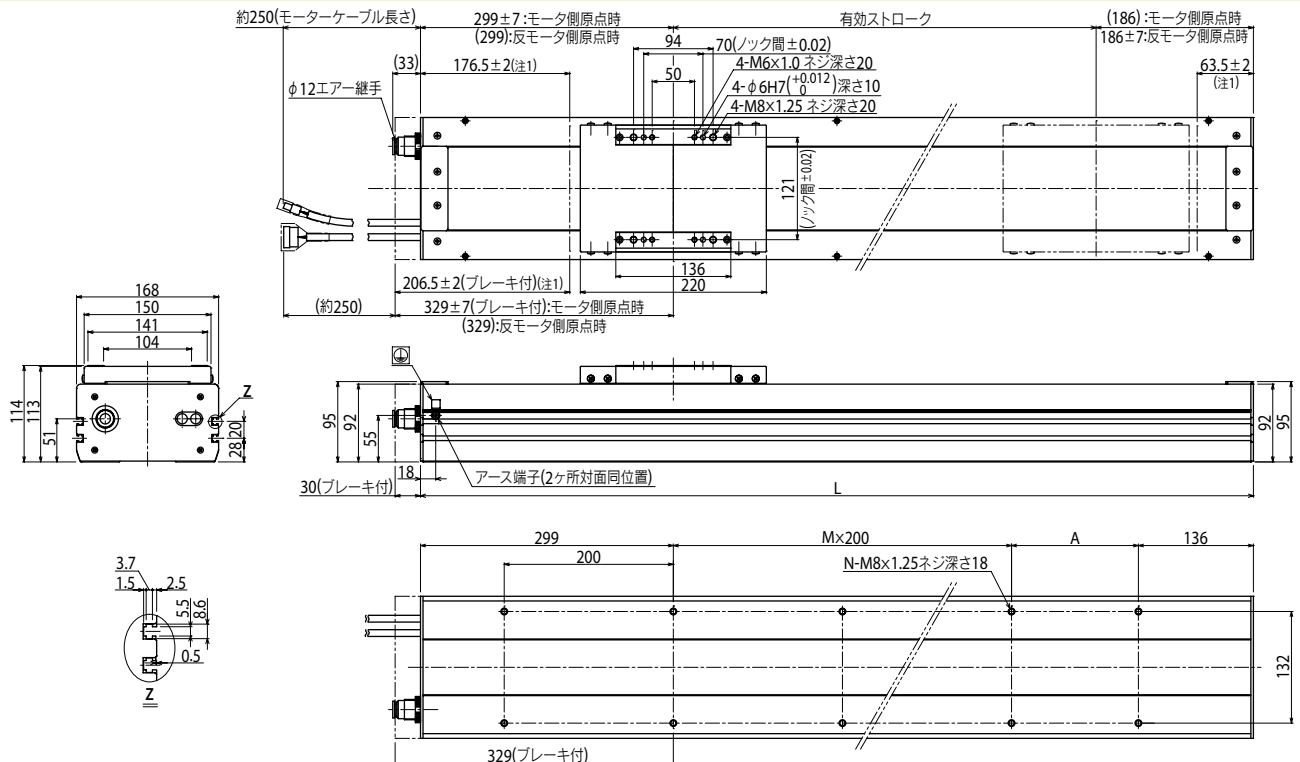 約250(モーターケーブル長さ)
299±7:モータ側原点時
(299):反モータ側原点時
有効ストローク
(186):モータ側原点時
186±7:反モータ側原点時
94
70(ノック間±0.02)
(33)
176.5±2(注1)
50
4-M6×1.0 ネジ深さ20
63.5±2
(注1)
φ12エアー継手
4-φ6H7(+0.012 0)深さ10
4-M8×1.25 ネジ深さ20
121
(ノック間±0.02)
136
206.5±2(ブレーキ付)(注1)
220
(約250)
329±7(ブレーキ付):モータ側原点時
(329):反モータ側原点時
168
150
141
104
Z
114
113
51
20
28
95
92
55
92
95
18
アース端子(2ヶ所対面同位置)
30(ブレーキ付)
L
299
M×200
A
136
200
N-M8×1.25ネジ深さ18
3.7
1.5
2.5
5.5
8.6
0.5
Z
132
329(ブレーキ付)